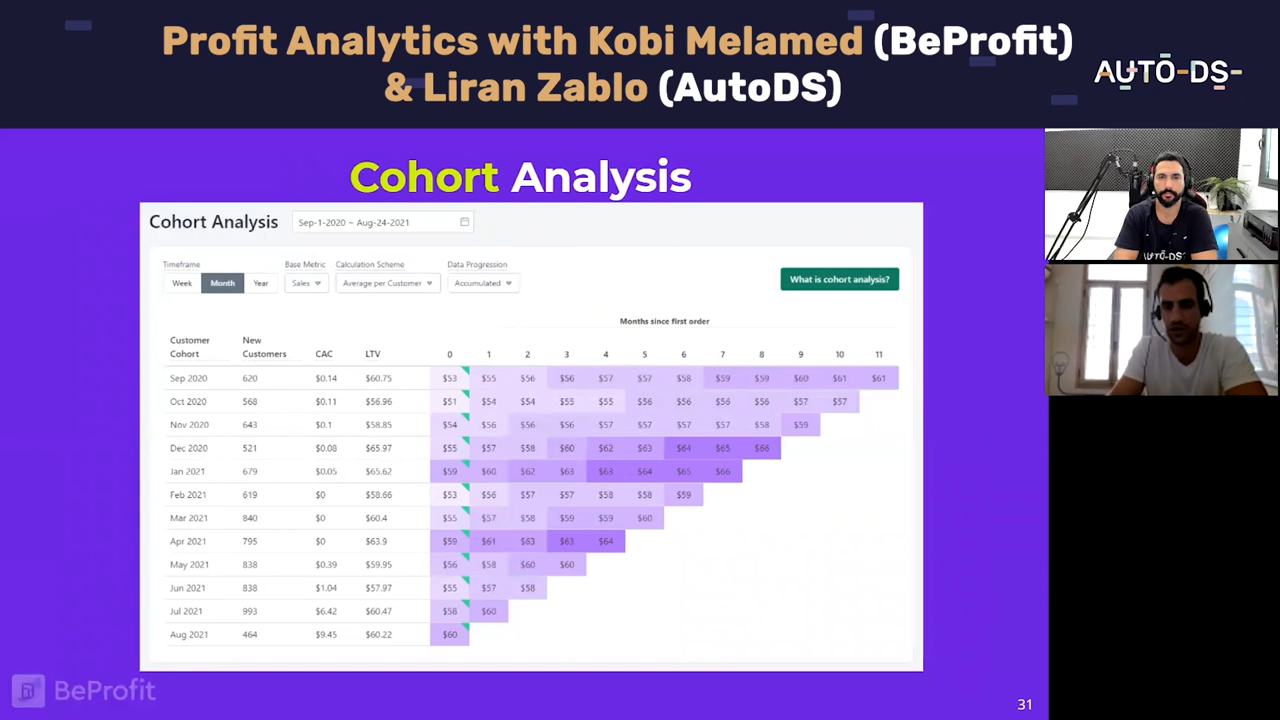 Profit Analytics with Kobi Melamed (BeProfit)
& Liran Zablo (AutoDS)
AUTO-DS
Cohort Analysis
Cohort Analysis Sep-1-2020 ~ Aug-24-2021
Timeframe Base Metric Calculation Scheme Data Progression
Week Month Year Sales Average per Customer Accumulated What is cohort analysis?
Months since first order
Customer Cohort New Customers CAC LTV 0 1 2 3 4 5 6 7 8 9 10 11
Sep 2020 620 $0.14 $60.75 $53 $55 $56 $56 $57 $57 $58 $59 $59 $60 $61 $61
Oct 2020 568 $0.11 $56.96 $51 $54 $54 $55 $55 $56 $56 $56 $56 $57 $57
Nov 2020 643 $0.1 $58.85 $54 $56 $56 $56 $57 $57 $57 $57 $58 $59
Dec 2020 521 $0.08 $65.97 $55 $57 $58 $60 $62 $63 $64 $65 $66
Jan 2021 679 $0.05 $65.62 $59 $60 $62 $63 $63 $64 $65 $66
Feb 2021 619 $0 $58.66 $53 $56 $57 $57 $58 $58 $59
Mar 2021 840 $0 $60.4 $55 $57 $58 $59 $59 $60
Apr 2021 795 $0 $63.9 $59 $61 $63 $63 $64
May 2021 838 $0.39 $59.95 $56 $58 $60 $60
Jun 2021 838 $1.04 $57.97 $55 $57 $58
Jul 2021 993 $6.42 $60.47 $58 $60
Aug 2021 464 $9.45 $60.22 $60
BeProfit
31
AUTO-DS